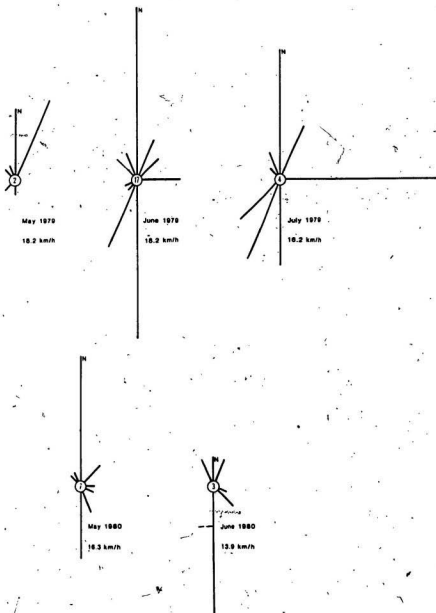 N
N
N
2
17
4
May 1979
18.2 km/h
June 1979
18.2 km/h
July 1979
16.2 km/h
N
N
7
3
May 1980
16.3 km/h
June 1980
13.9 km/h